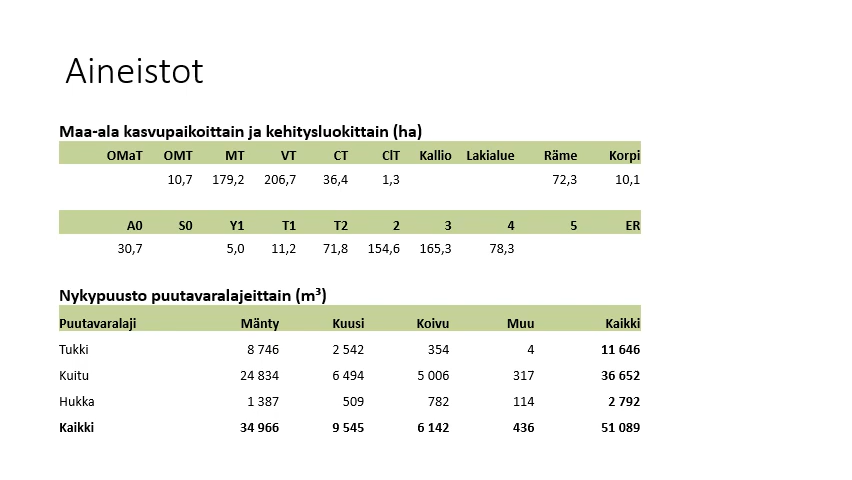 Aineistot
Maa-ala kasvupaikoittain ja kehitysluokittain (ha)
OMaT OMT MT VT CT ClT Kallio Lakialue Räme Korpi
10,7 179,2 206,7 36,4 1,3 72,3 10,1
A0 S0 Y1 T1 T2 2 3 4 5 ER
30,7 5,0 11,2 71,8 154,6 165,3 78,3
Nykypuusto puutavaralajeittain (m³)
Puutavaralaji Mänty Kuusi Koivu Muu Kaikki
Tukki 8 746 2 542 354 4 11 646
Kuitu 24 834 6 494 5 006 317 36 652
Hukka 1 387 509 782 114 2 792
Kaikki 34 966 9 545 6 142 436 51 089